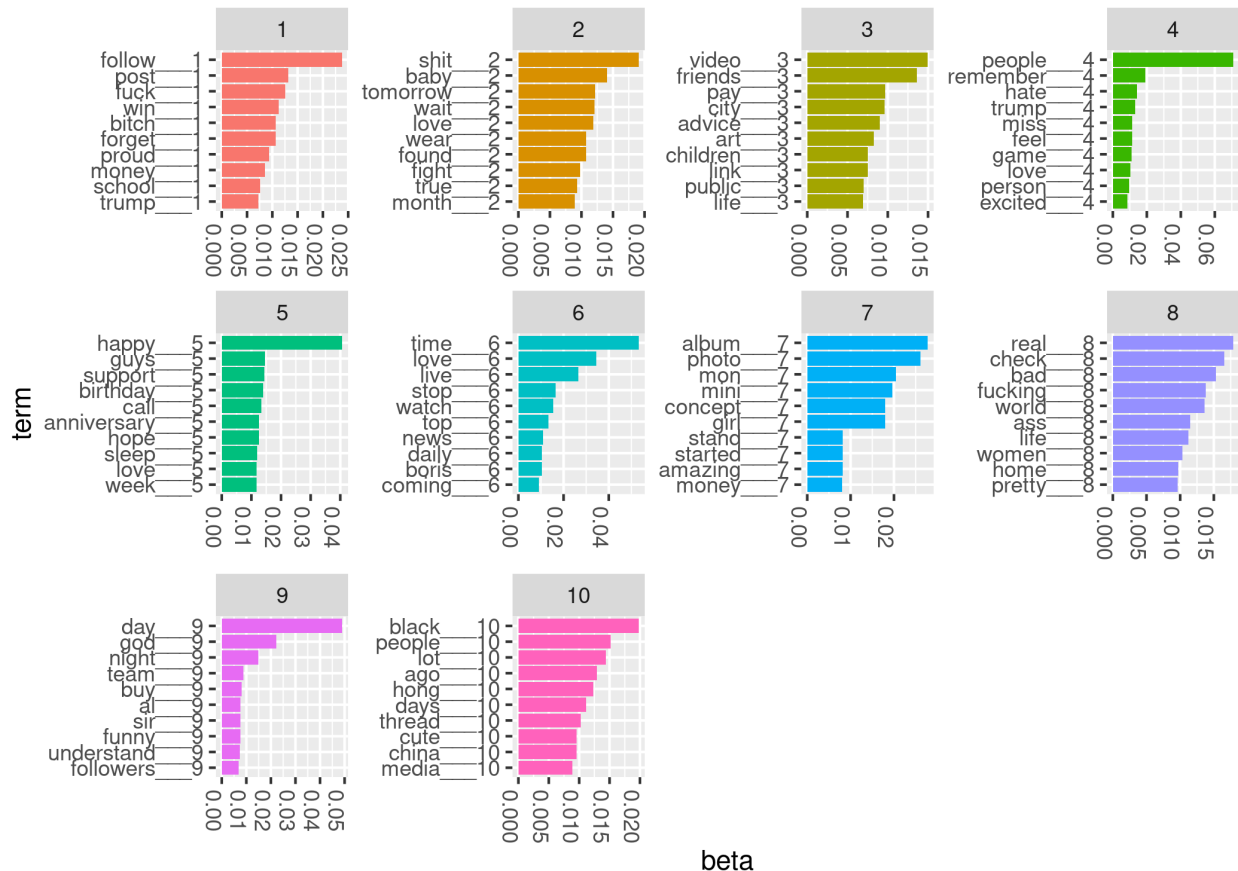 1
follow___1
post___1
fuck___1
win___1
bitch___1
forget___1
proud___1
money___1
school___1
trump___1
0.000 0.005 0.010 0.015 0.025
2
shit___2
baby___2
tomorrow___2
wait___2
love___2
wear___2
found___2
fight___2
true___2
month___2
0.000 0.005 0.010 0.015 0.020
3
video___3
friends___3
pay___3
city___3
advice___3
art___3
children___3
link___3
public___3
life___3
0.000 0.005 0.010 0.015
4
people___4
remember___4
hate___4
trump___4
miss___4
feel___4
game___4
love___4
person___4
excited___4
0.00 0.02 0.04 0.06
term
5
happy___5
guys___5
support___5
birthday___5
call___5
anniversary___5
hope___5
sleep___5
love___5
week___5
0.00 0.01 0.02 0.03 0.04
6
time___6
love___6
live___6
stop___6
watch___6
top___6
news___6
daily___6
boris___6
coming___6
0.00 0.02 0.04
7
album___7
photo___7
mon___7
mini___7
concept___7
girl___7
stand___7
started___7
amazing___7
money___7
0.00 0.01 0.02
8
real___8
check___8
bad___8
fucking___8
world___8
ass___8
life___8
women___8
home___8
pretty___8
0.000 0.005 0.010 0.015
9
day___9
god___9
night___9
team___9
buy___9
al___9
sir___9
funny___9
understand___9
followers___9
0.00 0.01 0.02 0.03 0.05
10
black___10
people___10
lot___10
ago___10
hong___10
days___10
thread___10
cute___10
china___10
media___10
0.000 0.005 0.010 0.015 0.020
beta